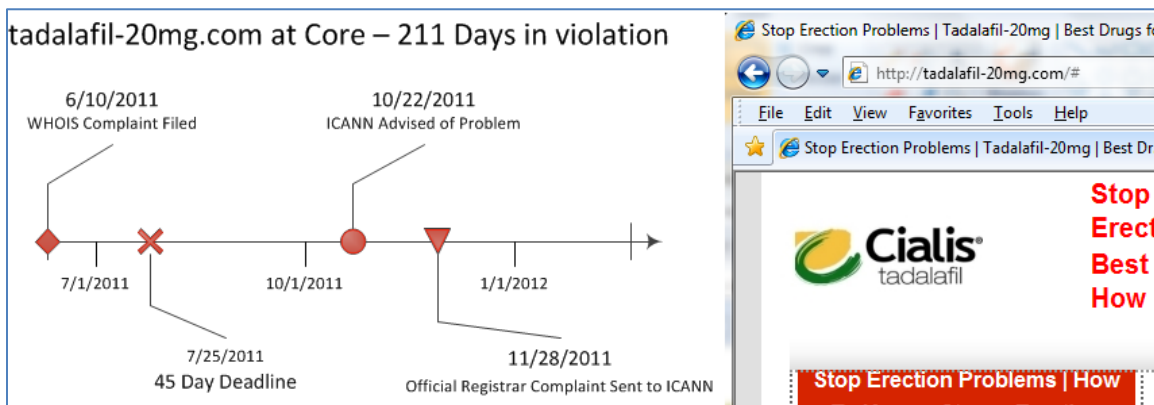 tadalafil-20mg.com at Core – 211 Days in violation
6/10/2011
WHOIS Complaint Filed
10/22/2011
ICANN Advised of Problem
7/1/2011
10/1/2011
1/1/2012
7/25/2011
45 Day Deadline
11/28/2011
Official Registrar Complaint Sent to ICANN
Stop Erection Problems | Tadalafil-20mg | Best Drugs fo
http://tadalafil-20mg.com/#
File Edit View Favorites Tools Help
Stop Erection Problems | Tadalafil-20mg | Best Dr
Cialis®
tadalafil
Stop
Erect
Best
How
Stop Erection Problems | How